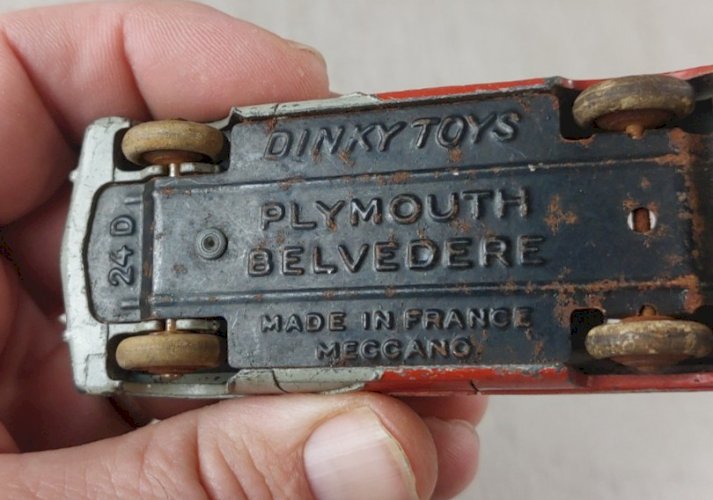 DINKY TOYS
PLYMOUTH
BELVEDERE
MADE IN FRANCE
MECCANO
24 D